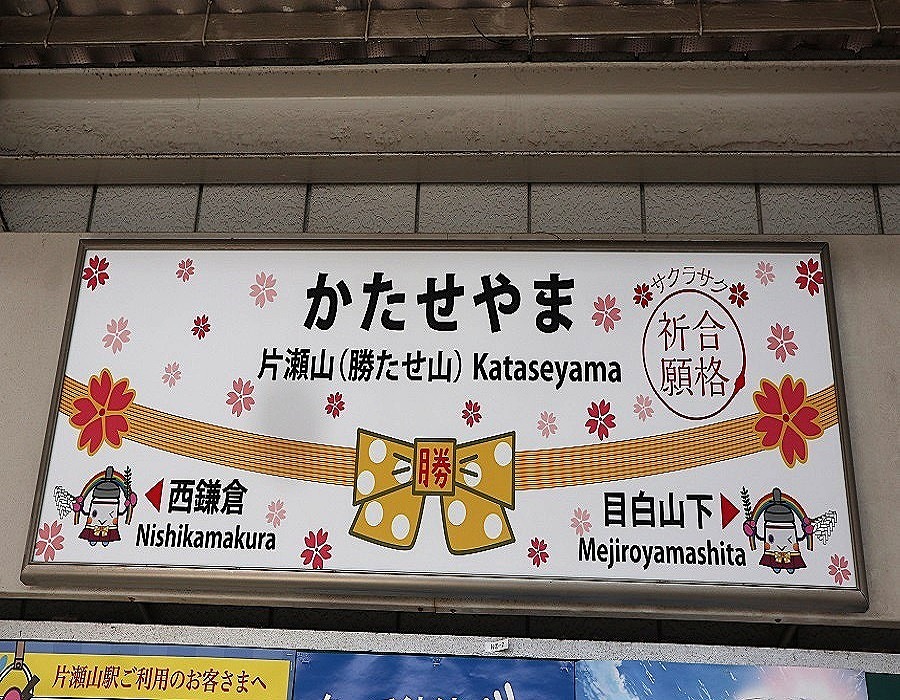 かたせやま
片瀬山（勝たせ山） Kataseyama
サクラサク
合格
祈願
勝
西鎌倉
Nishikamakura
目白山下
Mejiroyamashita
片瀬山駅ご利用のお客さまへ